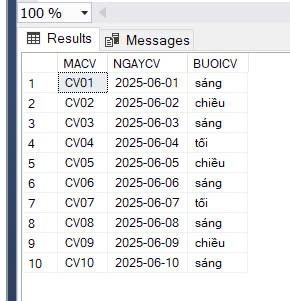 100 %
Results Messages
MACV NGAYCV BUOICV
1 CV01 2025-06-01 sáng
2 CV02 2025-06-02 chiều
3 CV03 2025-06-03 sáng
4 CV04 2025-06-04 tối
5 CV05 2025-06-05 chiều
6 CV06 2025-06-06 sáng
7 CV07 2025-06-07 tối
8 CV08 2025-06-08 sáng
9 CV09 2025-06-09 chiều
10 CV10 2025-06-10 sáng